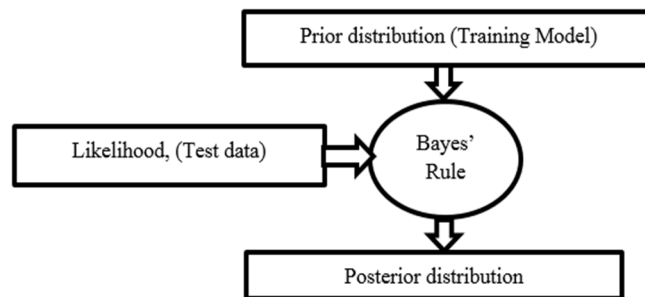 Prior distribution (Training Model)
Likelihood, (Test data)
Bayes’
Rule
Posterior distribution